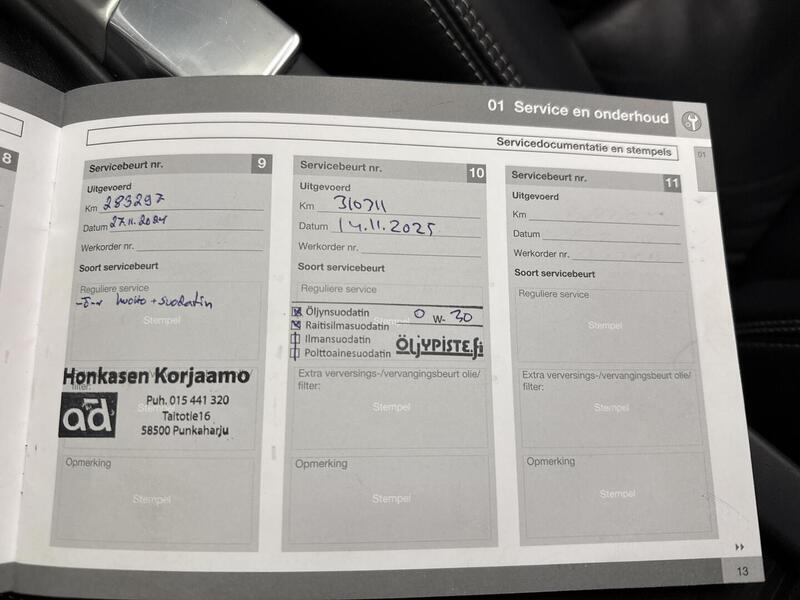 01 Service en onderhoud
Servicedocumentatie en stempels
01
8
Servicebeurt nr. 9
Uitgevoerd
Km 283297
Datum 27.11.2024
Werkorder nr.
Soort servicebeurt
Reguliere service
huolto + suodatin
Stempel
Honkasen Korjaamo
filter:
ad
Puh. 015 441 320
Taitotie16
58500 Punkaharju
Opmerking
Stempel
Servicebeurt nr. 10
Uitgevoerd
Km 310711
Datum 14.11.2025
Werkorder nr.
Soort servicebeurt
Reguliere service
Öljynsuodatin 0 W- 30
Raitisilmasuodatin
Ilmansuodatin
Polttoainesuodatin
ÖLJYPISTE.fi
Extra verversings-/vervangingsbeurt olie/
filter:
Stempel
Opmerking
Stempel
Servicebeurt nr. 11
Uitgevoerd
Km
Datum
Werkorder nr.
Soort servicebeurt
Reguliere service
Stempel
Extra verversings-/vervangingsbeurt olie/
filter:
Stempel
Opmerking
Stempel
13